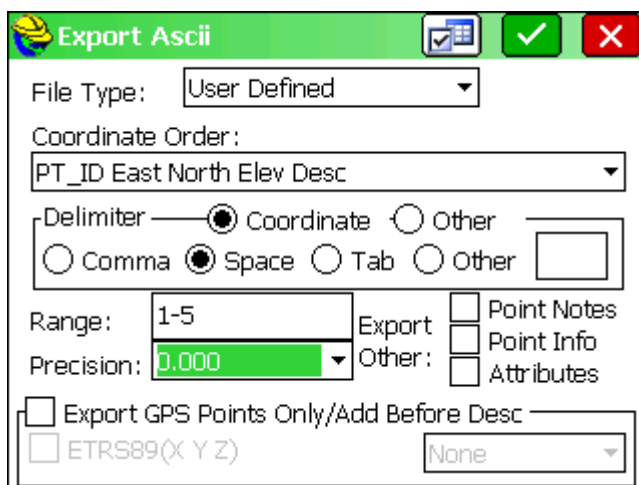 Export Ascii
File Type: User Defined
Coordinate Order:
PT_ID East North Elev Desc
Delimiter Coordinate Other
Comma Space Tab Other
Range: 1-5
Export Other:
Point Notes
Point Info
Attributes
Precision: 0.000
Export GPS Points Only/Add Before Desc
ETRS89(X Y Z) None